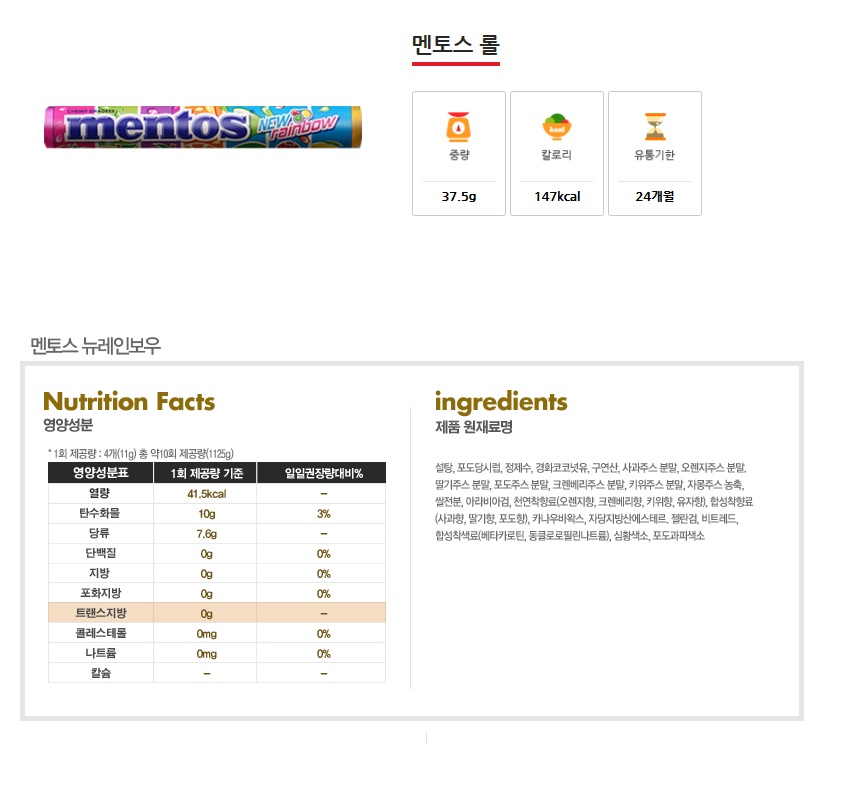 멘토스 롤
mentos
NEW
rainbow
kcal
중량
칼로리
유통기한
37.5g
147kcal
24개월
멘토스 뉴레인보우
Nutrition Facts
영양성분
* 1회 제공량 : 4개(11g) 총 약10회 제공량(1125g)
영양성분표 1회 제공량 기준 일일권장량대비%
열량 41.5kcal –
탄수화물 10g 3%
당류 7.6g –
단백질 0g 0%
지방 0g 0%
포화지방 0g 0%
트랜스지방 0g –
콜레스테롤 0mg 0%
나트륨 0mg 0%
칼슘 – –
ingredients
제품 원재료명
설탕, 포도당시럽, 정제수, 경화코코넛유, 구연산, 사과주스 분말, 오렌지주스 분말,
딸기주스 분말, 포도주스 분말, 크렌베리주스 분말, 키위주스 분말, 자몽주스 농축,
쌀전분, 아라비아검, 천연착향료(오렌지향, 크렌베리향, 키위향, 유자향), 합성착향료
(사과향, 딸기향, 포도향), 카나우바왁스, 자당지방산에스테르, 젤란검, 비트레드,
합성착색료(베타카로틴, 동클로로필린나트륨), 심황색소, 포도과피색소